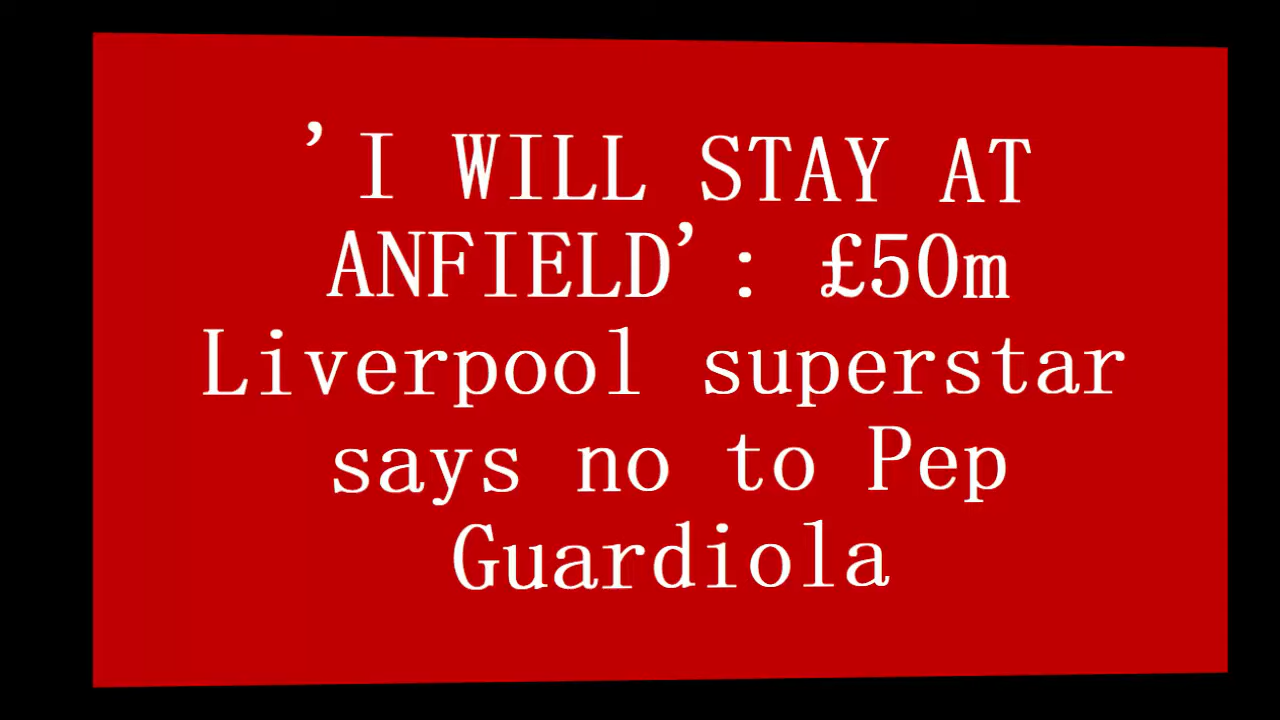 ’I WILL STAY AT
ANFIELD’: £50m
Liverpool superstar
says no to Pep
Guardiola